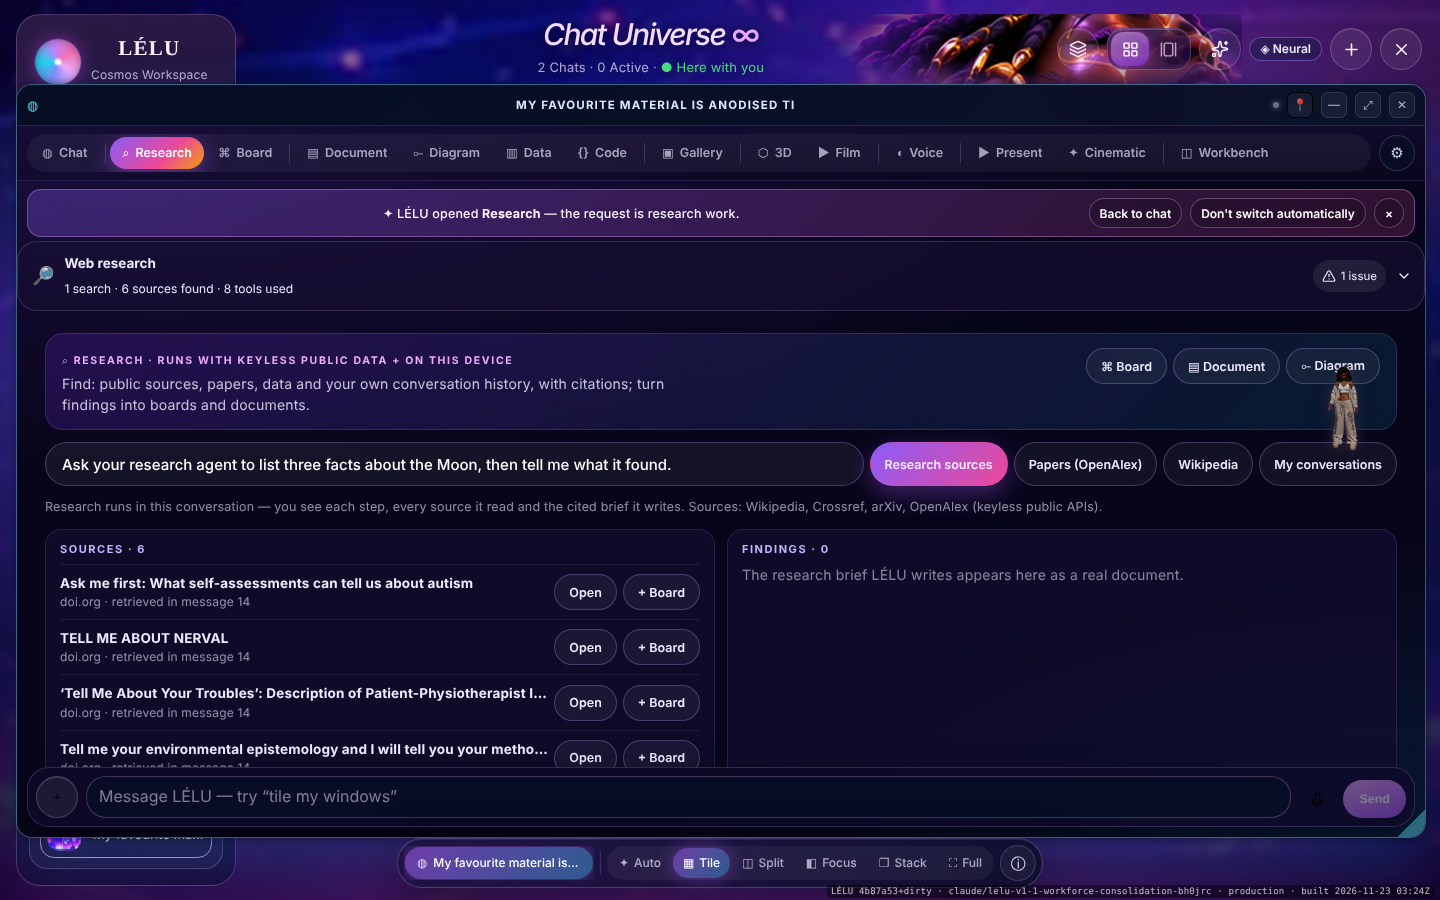 LÉLU
Cosmos Workspace
Chat Universe ∞
2 Chats · 0 Active · ● Here with you
◈ Neural
MY FAVOURITE MATERIAL IS ANODISED TI
Chat
Research
Board
Document
Diagram
Data
{} Code
Gallery
3D
Film
Voice
Present
Cinematic
Workbench
✦ LÉLU opened Research — the request is research work.
Back to chat
Don't switch automatically
×
Web research
1 search · 6 sources found · 8 tools used
1 issue
RESEARCH · RUNS WITH KEYLESS PUBLIC DATA + ON THIS DEVICE
Find: public sources, papers, data and your own conversation history, with citations; turn
findings into boards and documents.
⌘ Board
Document
Diagram
Ask your research agent to list three facts about the Moon, then tell me what it found.
Research sources
Papers (OpenAlex)
Wikipedia
My conversations
Research runs in this conversation — you see each step, every source it read and the cited brief it writes. Sources: Wikipedia, Crossref, arXiv, OpenAlex (keyless public APIs).
SOURCES · 6
Ask me first: What self-assessments can tell us about autism
doi.org · retrieved in message 14
Open
+ Board
TELL ME ABOUT NERVAL
doi.org · retrieved in message 14
Open
+ Board
‘Tell Me About Your Troubles’: Description of Patient-Physiotherapist I...
doi.org · retrieved in message 14
Open
+ Board
Tell me your environmental epistemology and I will tell you your metho...
Open
+ Board
FINDINGS · 0
The research brief LÉLU writes appears here as a real document.
Message LÉLU — try “tile my windows”
Send
My favourite material is...
Auto
Tile
Split
Focus
Stack
Full
LÉLU 4b87a53+dirty · claude/lelu-v1-1-workforce-consolidation-bh0jrc · production · built 2026-11-23 03:24Z